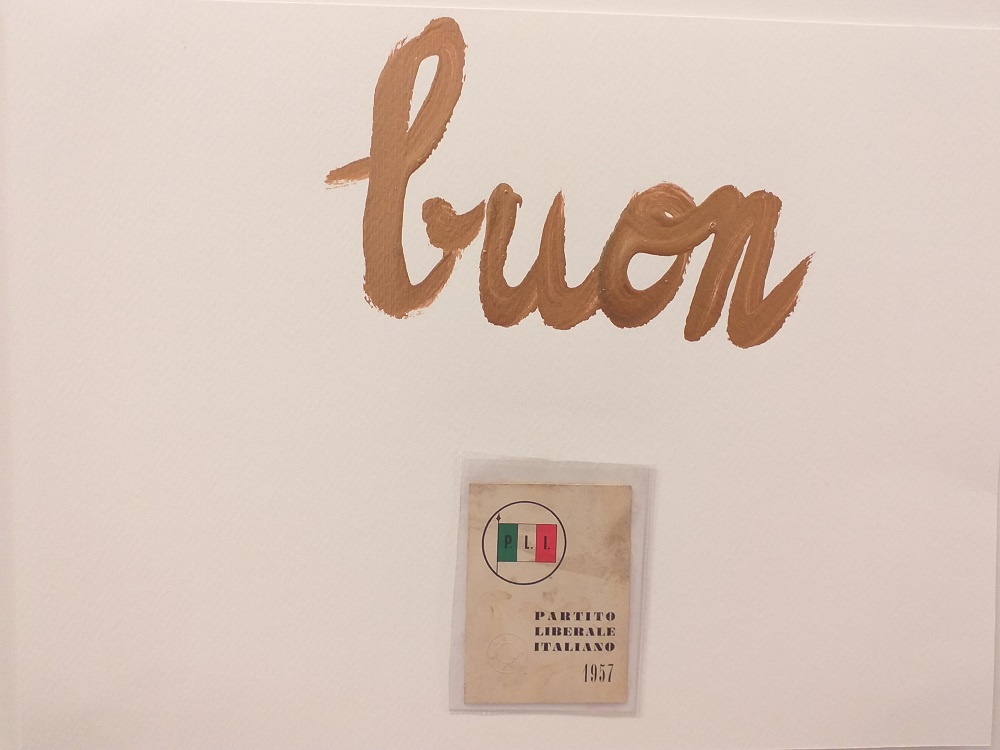 buon
P. L. I.
PARTITO
LIBERALE
ITALIANO
1957